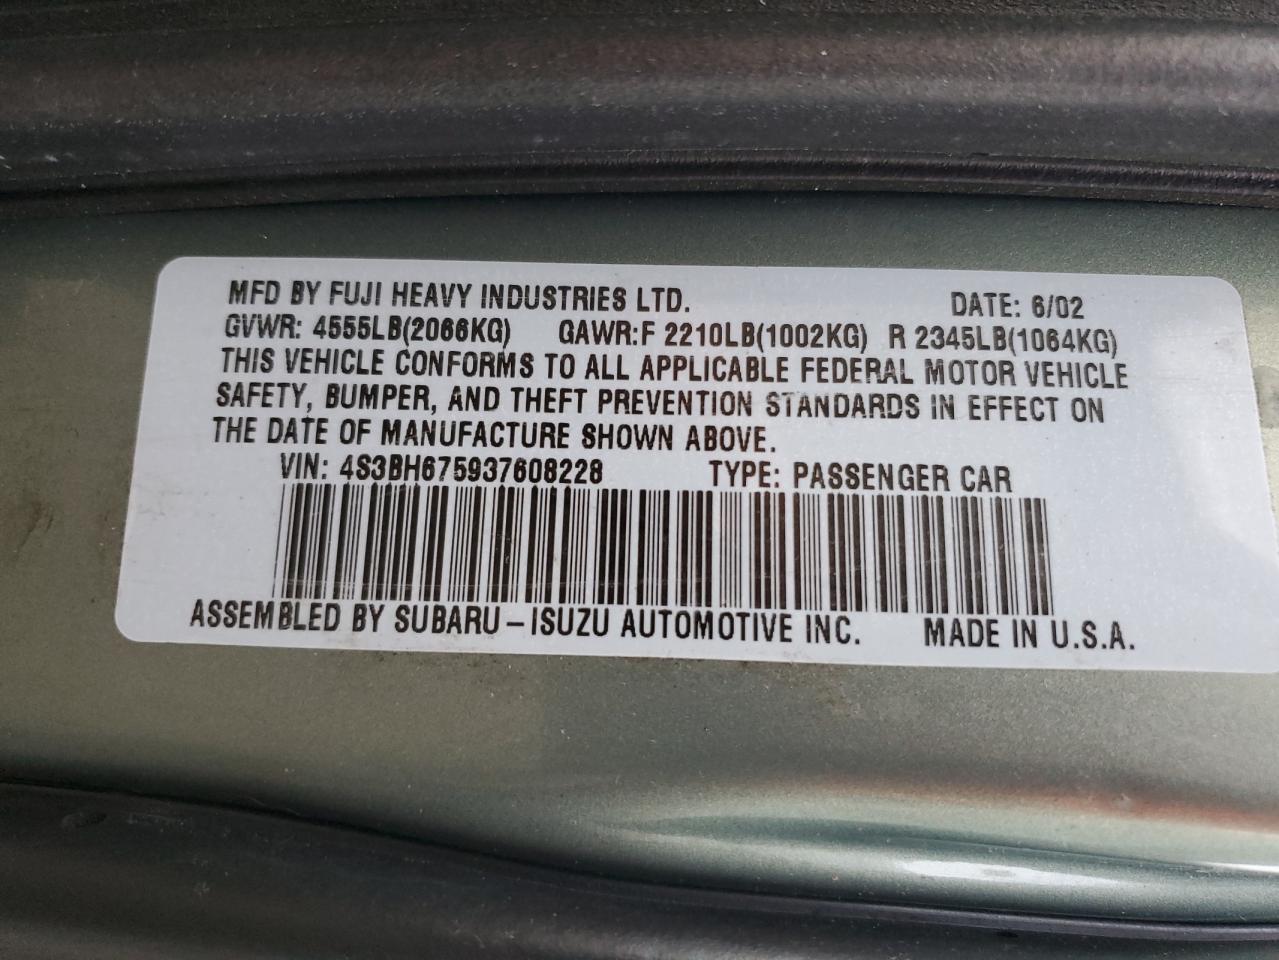 MFD BY FUJI HEAVY INDUSTRIES LTD. DATE: 6/02
GVWR: 4555LB(2066KG) GAWR:F 2210LB(1002KG) R 2345LB(1064KG)
THIS VEHICLE CONFORMS TO ALL APPLICABLE FEDERAL MOTOR VEHICLE
SAFETY, BUMPER, AND THEFT PREVENTION STANDARDS IN EFFECT ON
THE DATE OF MANUFACTURE SHOWN ABOVE.
VIN: 4S3BH675937608228 TYPE: PASSENGER CAR
ASSEMBLED BY SUBARU-ISUZU AUTOMOTIVE INC. MADE IN U.S.A.